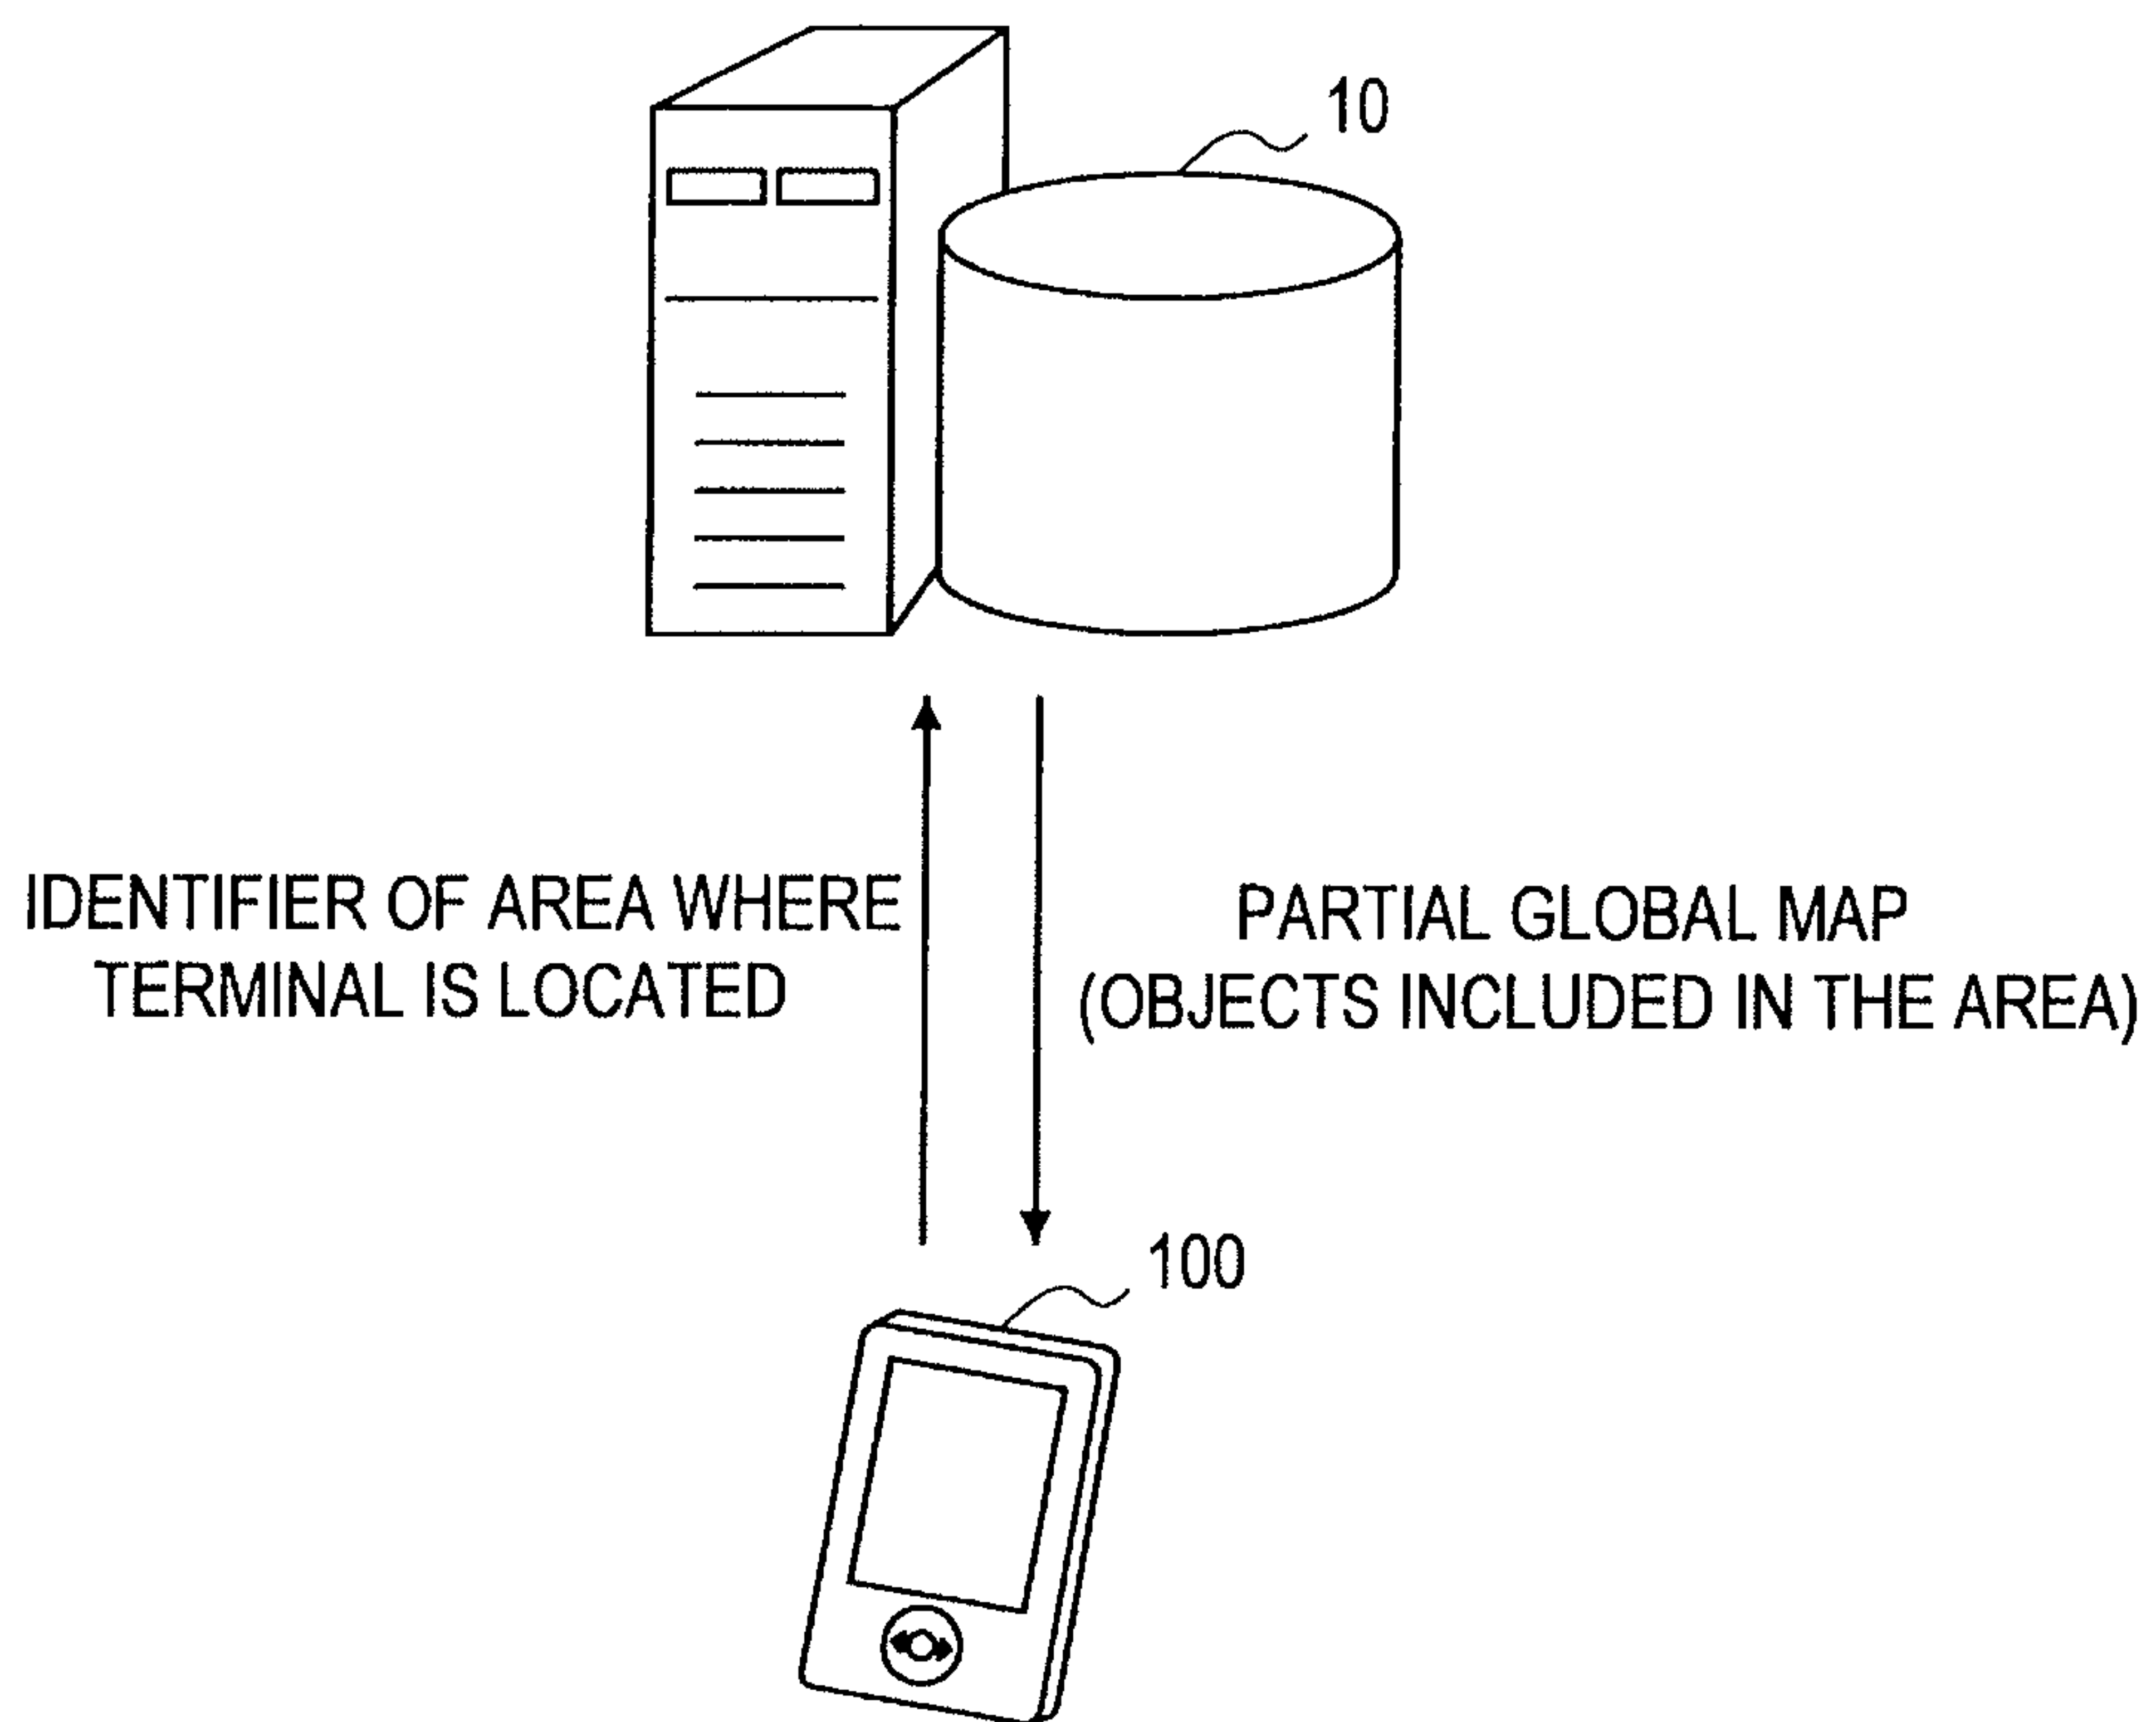 10
IDENTIFIER OF AREA WHERE
TERMINAL IS LOCATED
PARTIAL GLOBAL MAP
(OBJECTS INCLUDED IN THE AREA)
100